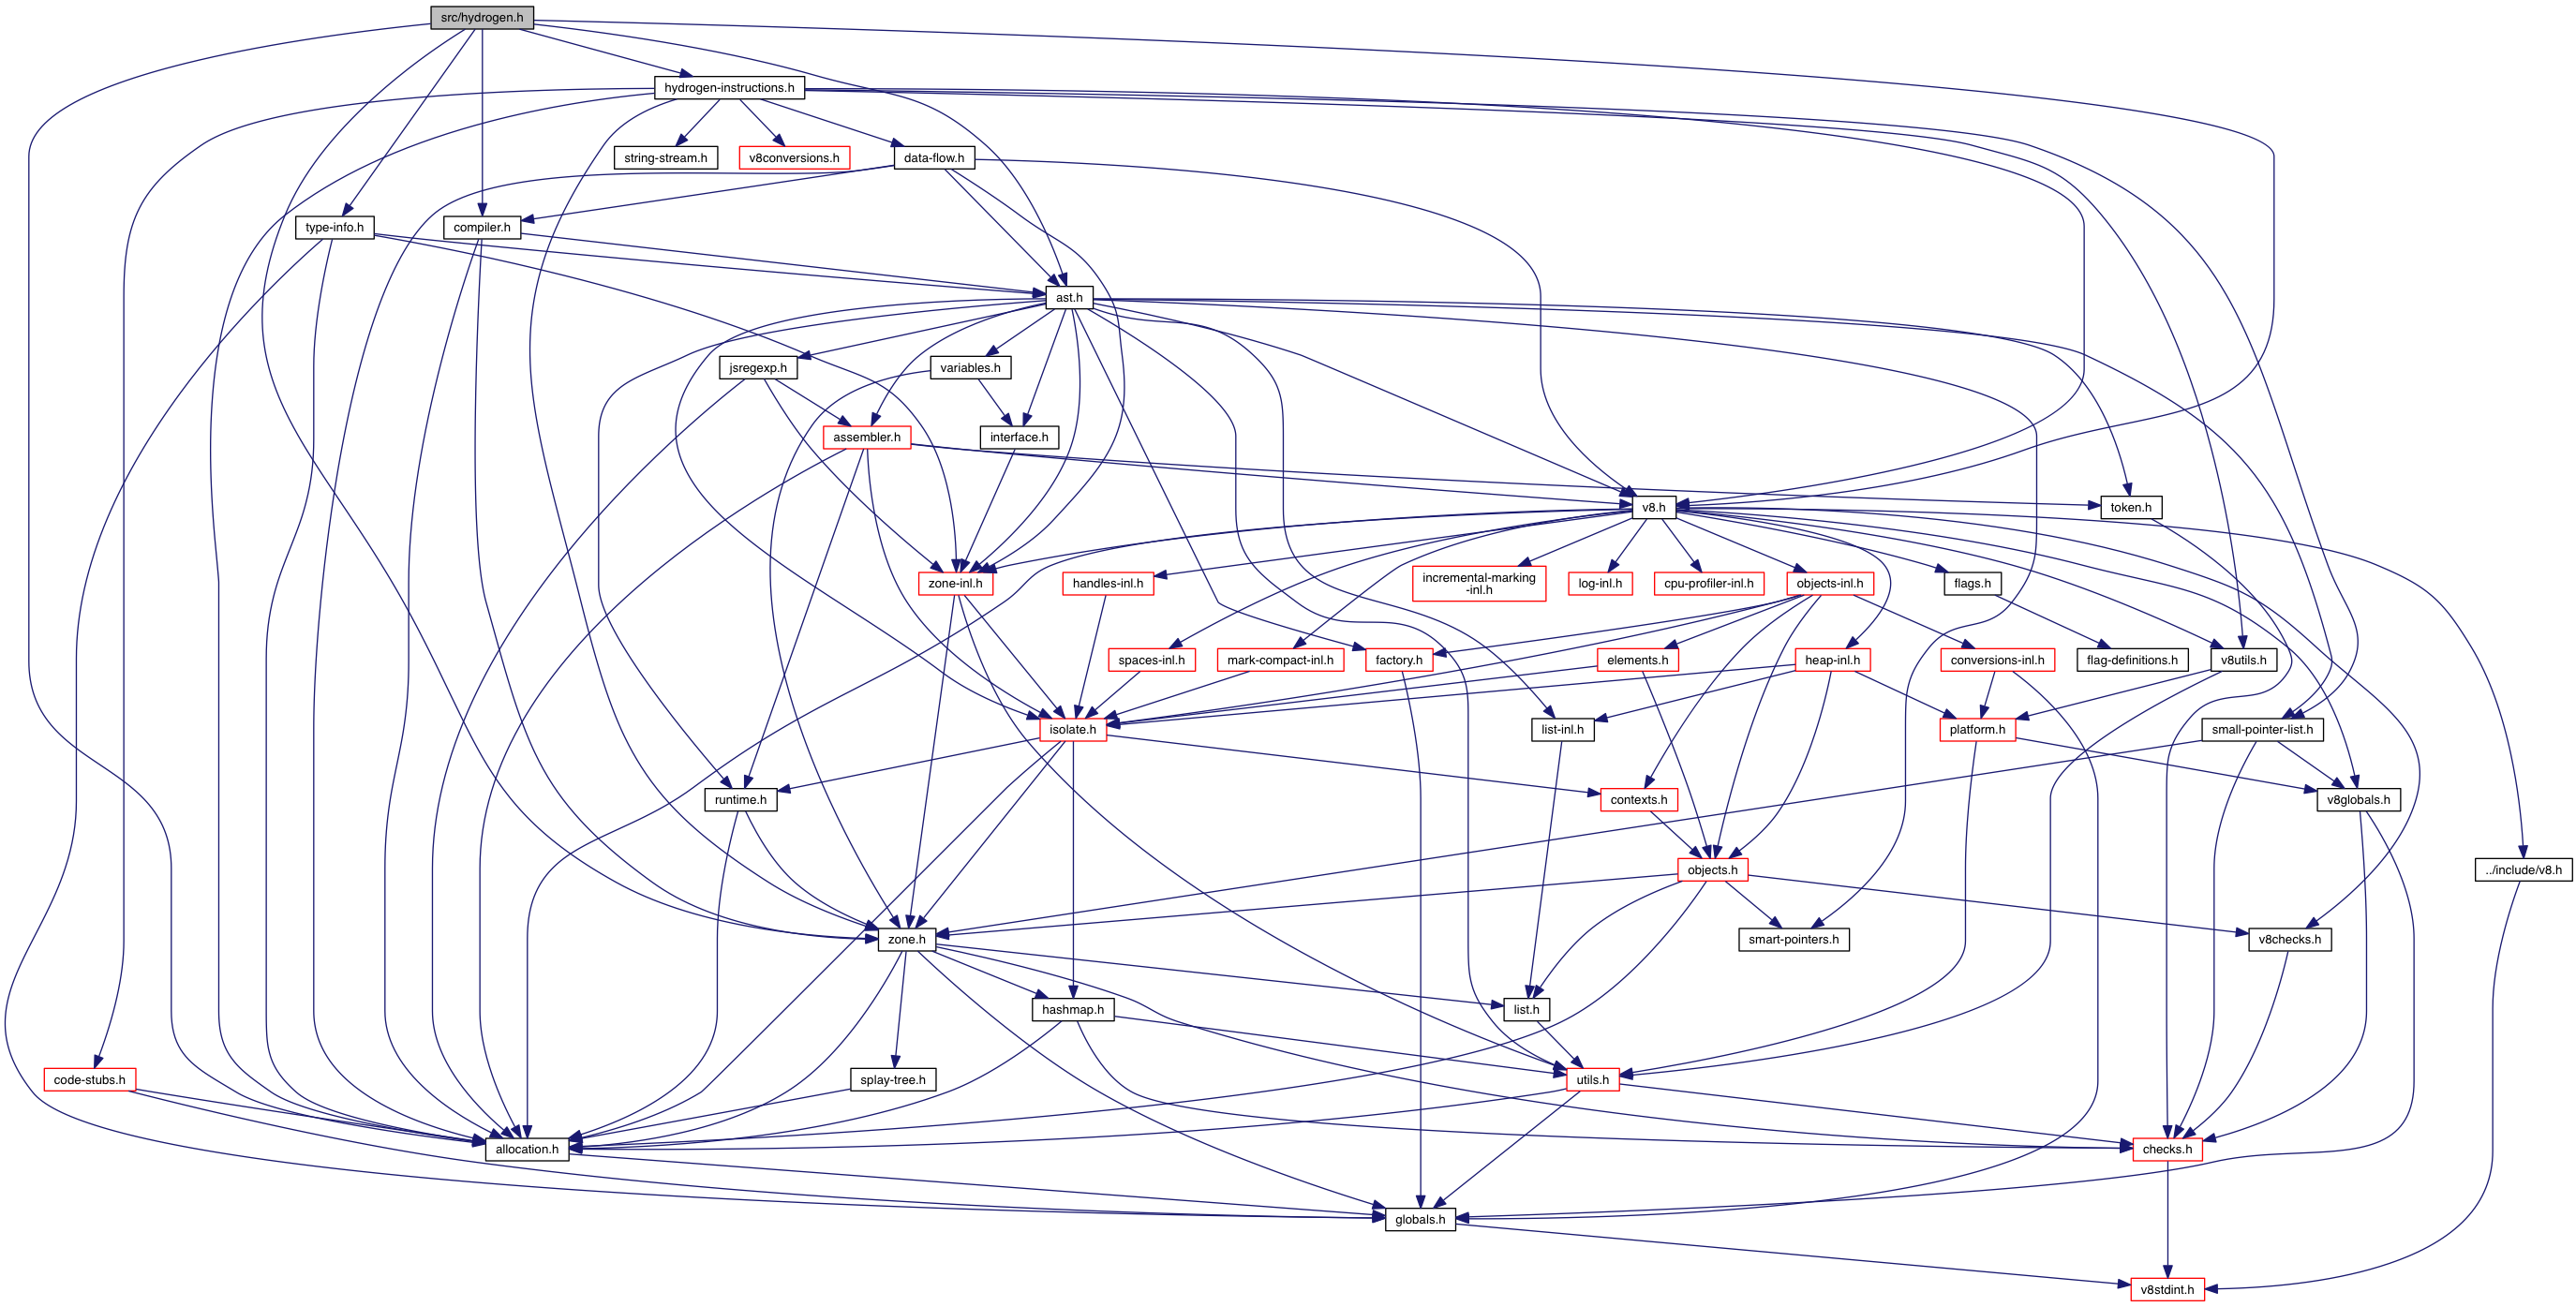 src/hydrogen.h
hydrogen-instructions.h
string-stream.h
v8conversions.h
data-flow.h
type-info.h
compiler.h
ast.h
jsregexp.h
variables.h
assembler.h
interface.h
v8.h
token.h
zone-inl.h
handles-inl.h
incremental-marking
-inl.h
log-inl.h
cpu-profiler-inl.h
objects-inl.h
flags.h
spaces-inl.h
mark-compact-inl.h
factory.h
elements.h
heap-inl.h
conversions-inl.h
flag-definitions.h
v8utils.h
isolate.h
list-inl.h
platform.h
small-pointer-list.h
runtime.h
contexts.h
v8globals.h
objects.h
../include/v8.h
zone.h
smart-pointers.h
v8checks.h
hashmap.h
list.h
code-stubs.h
splay-tree.h
utils.h
allocation.h
checks.h
globals.h
v8stdint.h